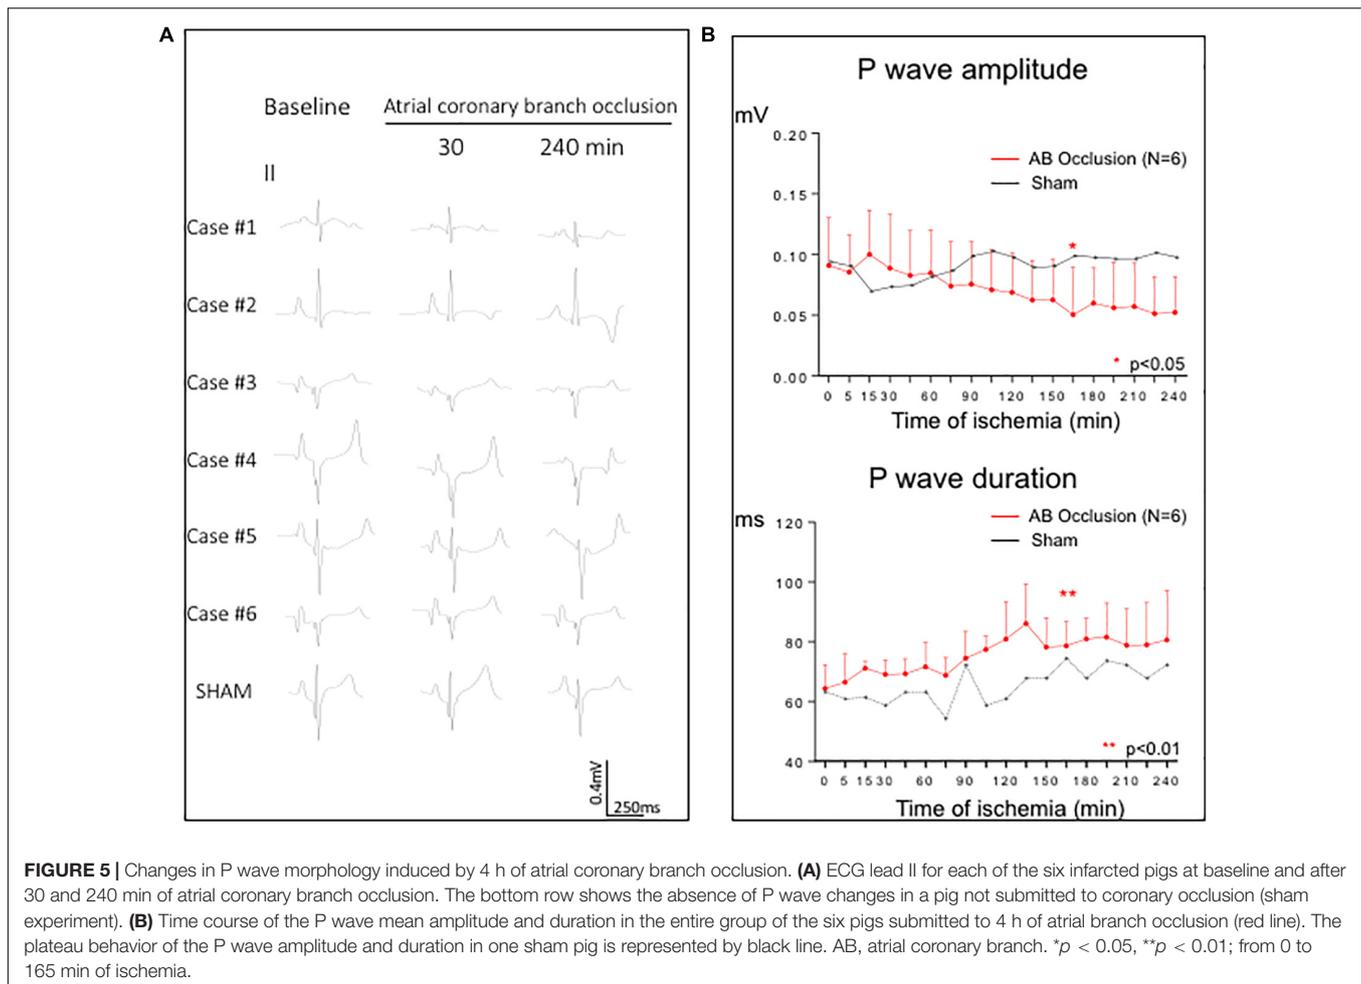 A
Baseline
Atrial coronary branch occlusion
30
240 min
II
Case #1
Case #2
Case #3
Case #4
Case #5
Case #6
SHAM
0.4mV
250ms
B
P wave amplitude
mV
0.20
0.15
0.10
0.05
0.00
AB Occlusion (N=6)
Sham
*
* p<0.05
0 5 15 30 60 90 120 150 180 210 240
Time of ischemia (min)
P wave duration
ms
120
100
80
60
40
AB Occlusion (N=6)
Sham
**
** p<0.01
0 5 15 30 60 90 120 150 180 210 240
Time of ischemia (min)
FIGURE 5 | Changes in P wave morphology induced by 4 h of atrial coronary branch occlusion. (A) ECG lead II for each of the six infarcted pigs at baseline and after
30 and 240 min of atrial coronary branch occlusion. The bottom row shows the absence of P wave changes in a pig not submitted to coronary occlusion (sham
experiment). (B) Time course of the P wave mean amplitude and duration in the entire group of the six pigs submitted to 4 h of atrial branch occlusion (red line). The
plateau behavior of the P wave amplitude and duration in one sham pig is represented by black line. AB, atrial coronary branch. *p < 0.05, **p < 0.01; from 0 to
165 min of ischemia.